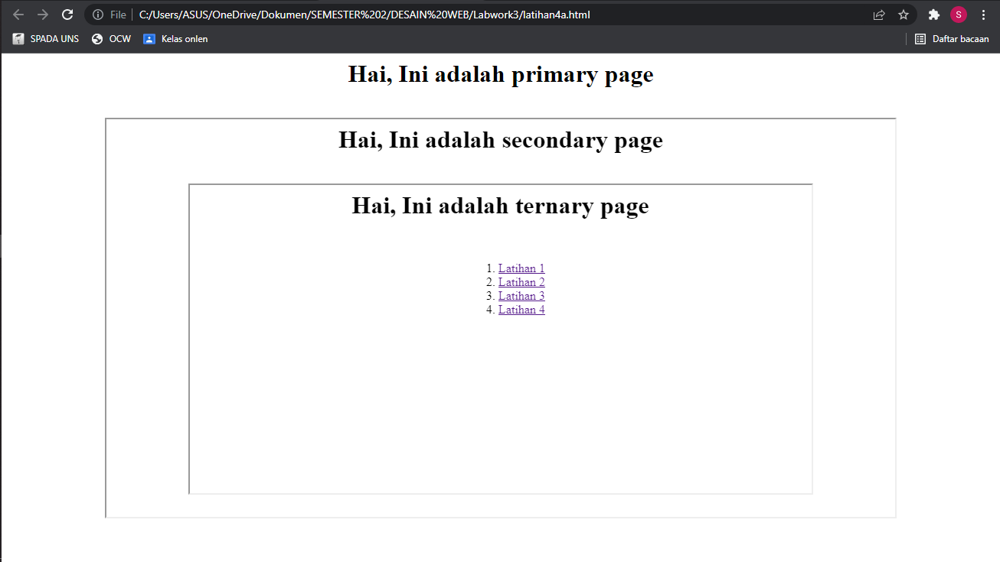 File C:/Users/ASUS/OneDrive/Dokumen/SEMESTER%202/DESAIN%20WEB/Labwork3/latihan4a.html S
SPADA UNS OCW Kelas onlen Daftar bacaan
Hai, Ini adalah primary page
Hai, Ini adalah secondary page
Hai, Ini adalah ternary page
1. Latihan 1
2. Latihan 2
3. Latihan 3
4. Latihan 4